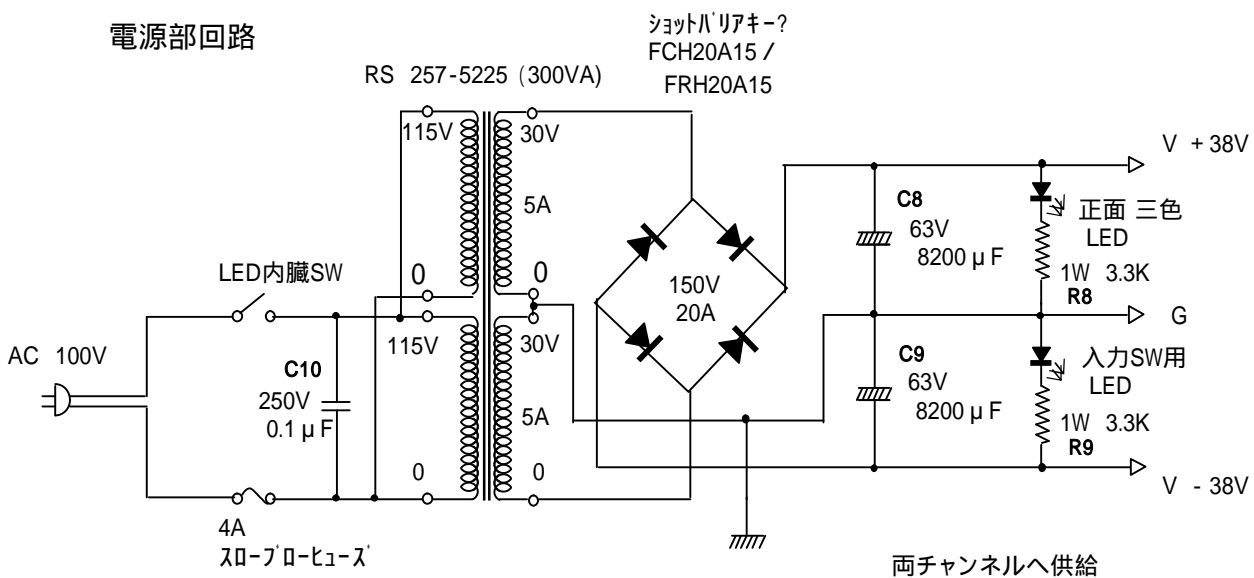 電源部回路
ショットバリアキー?
FCH20A15 /
FRH20A15
RS 257-5225 (300VA)
115V
30V
5A
0
0
115V
30V
5A
0
0
LED内臓SW
AC 100V
C10
250V
0.1 μ F
4A
スローブローヒューズ
150V
20A
C8
63V
8200 μ F
C9
63V
8200 μ F
V + 38V
正面 三色
LED
1W 3.3K
R8
G
入力SW用
LED
1W 3.3K
R9
V - 38V
両チャンネルへ供給